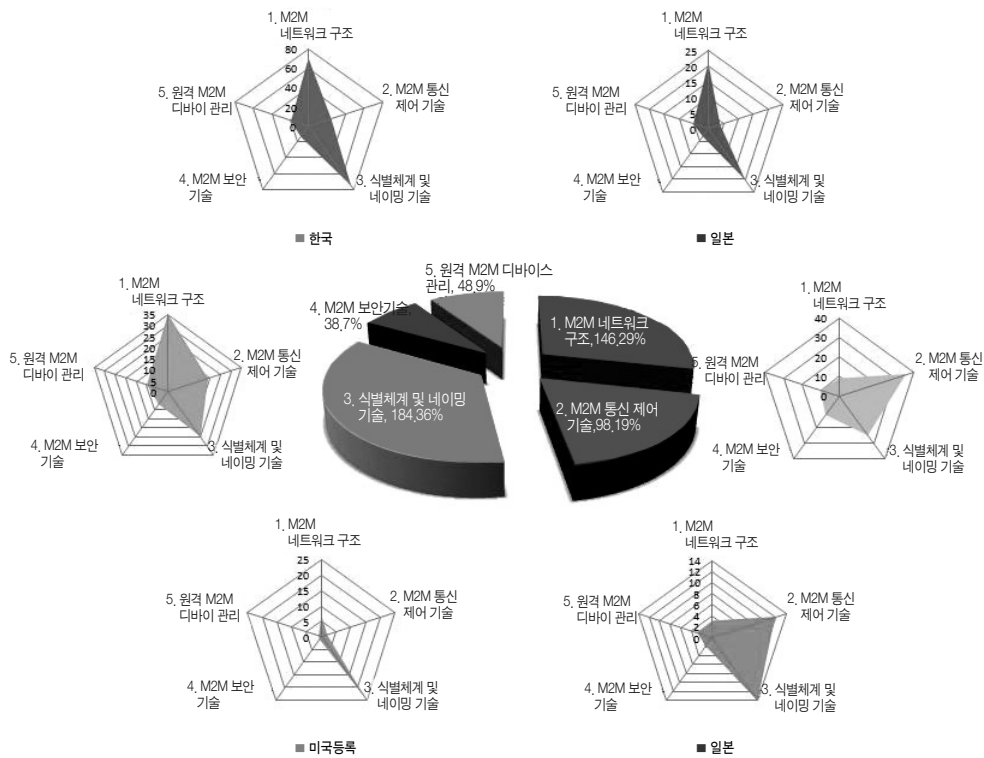 1. M2M
네트워크 구조
80
60
40
20
0
2. M2M 통신
제어 기술
3. 식별체계 및
네이밍 기술
4. M2M 보안
기술
5. 원격 M2M
디바이 관리
■ 한국
1. M2M
네트워크 구조
25
20
15
10
5
0
2. M2M 통신
제어 기술
3. 식별체계 및
네이밍 기술
4. M2M 보안
기술
5. 원격 M2M
디바이 관리
■ 일본
1. M2M
네트워크 구조
35
30
25
20
15
10
5
0
2. M2M 통신
제어 기술
3. 식별체계 및
네이밍 기술
4. M2M 보안
기술
5. 원격 M2M
디바이 관리
5. 원격 M2M 디바이스
관리, 48.9%
4. M2M 보안기술,
38.7%
3. 식별체계 및 네이밍
기술, 184.36%
1. M2M 네트워크
구조,146.29%
2. M2M 통신 제어
기술,98.19%
1. M2M
네트워크 구조
40
30
20
10
0
2. M2M 통신
제어 기술
3. 식별체계 및
네이밍 기술
4. M2M 보안
기술
5. 원격 M2M
디바이 관리
1. M2M
네트워크 구조
25
20
15
10
5
0
2. M2M 통신
제어 기술
3. 식별체계 및
네이밍 기술
4. M2M 보안
기술
5. 원격 M2M
디바이 관리
■ 미국등록
1. M2M
네트워크 구조
14
12
10
8
6
4
2
0
2. M2M 통신
제어 기술
3. 식별체계 및
네이밍 기술
4. M2M 보안
기술
5. 원격 M2M
디바이 관리
■ 일본